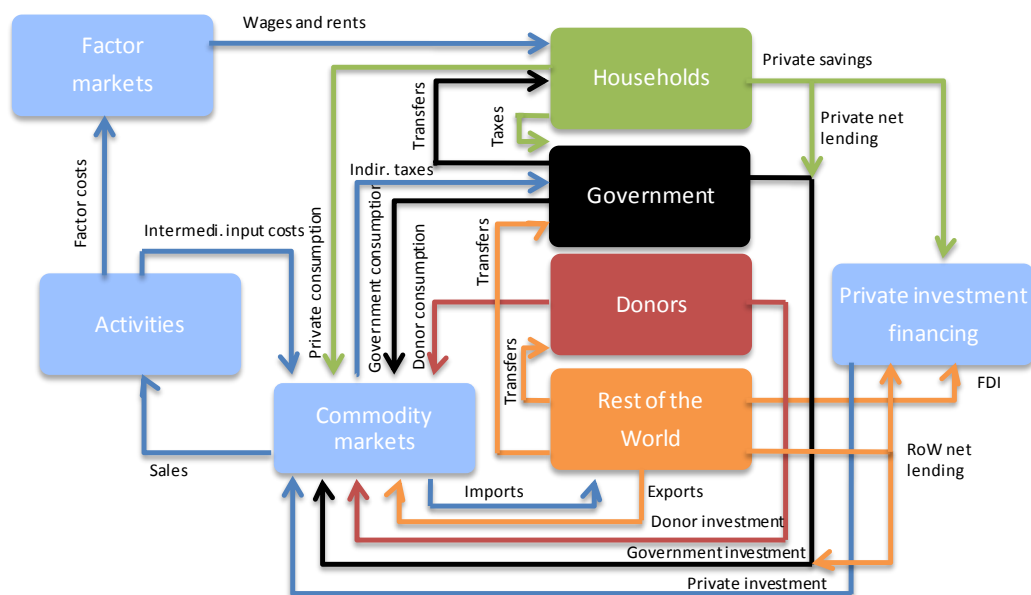 Wages and rents
Factor
markets
Households
Private savings
Transfers
Taxes
Private net
lending
Indir. taxes
Government
Factor costs
Intermedi. input costs
Private consumption
Government consumption
Donor consumption
Transfers
Activities
Donors
Private investment
financing
Transfers
FDI
Commodity
markets
Rest of the
World
Sales
RoW net
lending
Imports
Exports
Donor investment
Government investment
Private investment